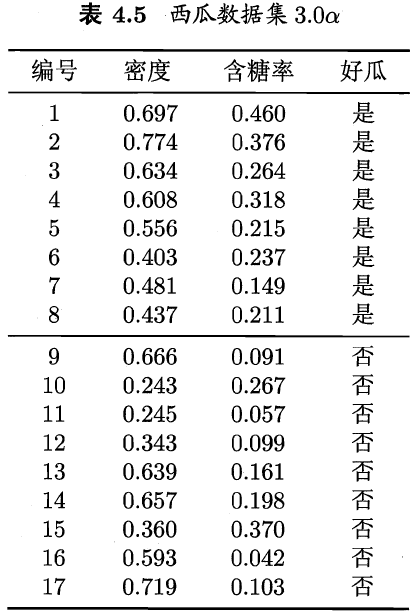 表 4.5 西瓜数据集 3.0α
编号 密度 含糖率 好瓜
1 0.697 0.460 是
2 0.774 0.376 是
3 0.634 0.264 是
4 0.608 0.318 是
5 0.556 0.215 是
6 0.403 0.237 是
7 0.481 0.149 是
8 0.437 0.211 是
9 0.666 0.091 否
10 0.243 0.267 否
11 0.245 0.057 否
12 0.343 0.099 否
13 0.639 0.161 否
14 0.657 0.198 否
15 0.360 0.370 否
16 0.593 0.042 否
17 0.719 0.103 否